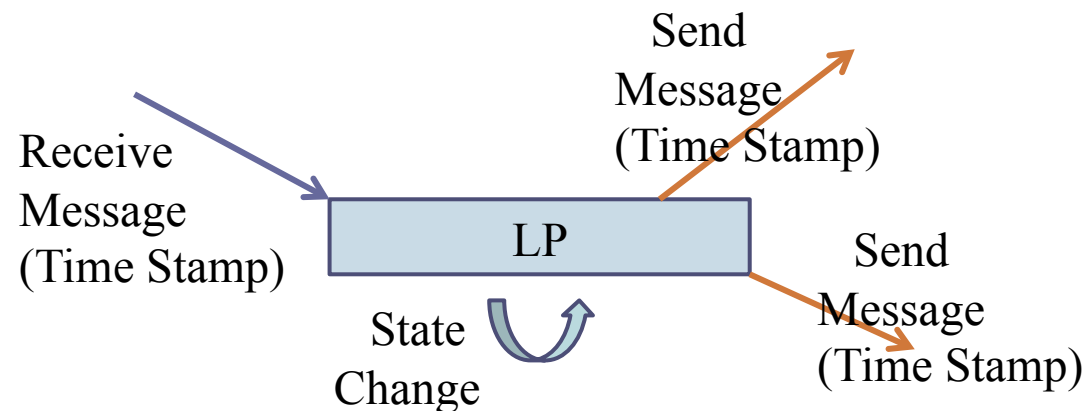 Send
Message
(Time Stamp)
Receive
Message
(Time Stamp)
LP
Send
Message
(Time Stamp)
State
Change